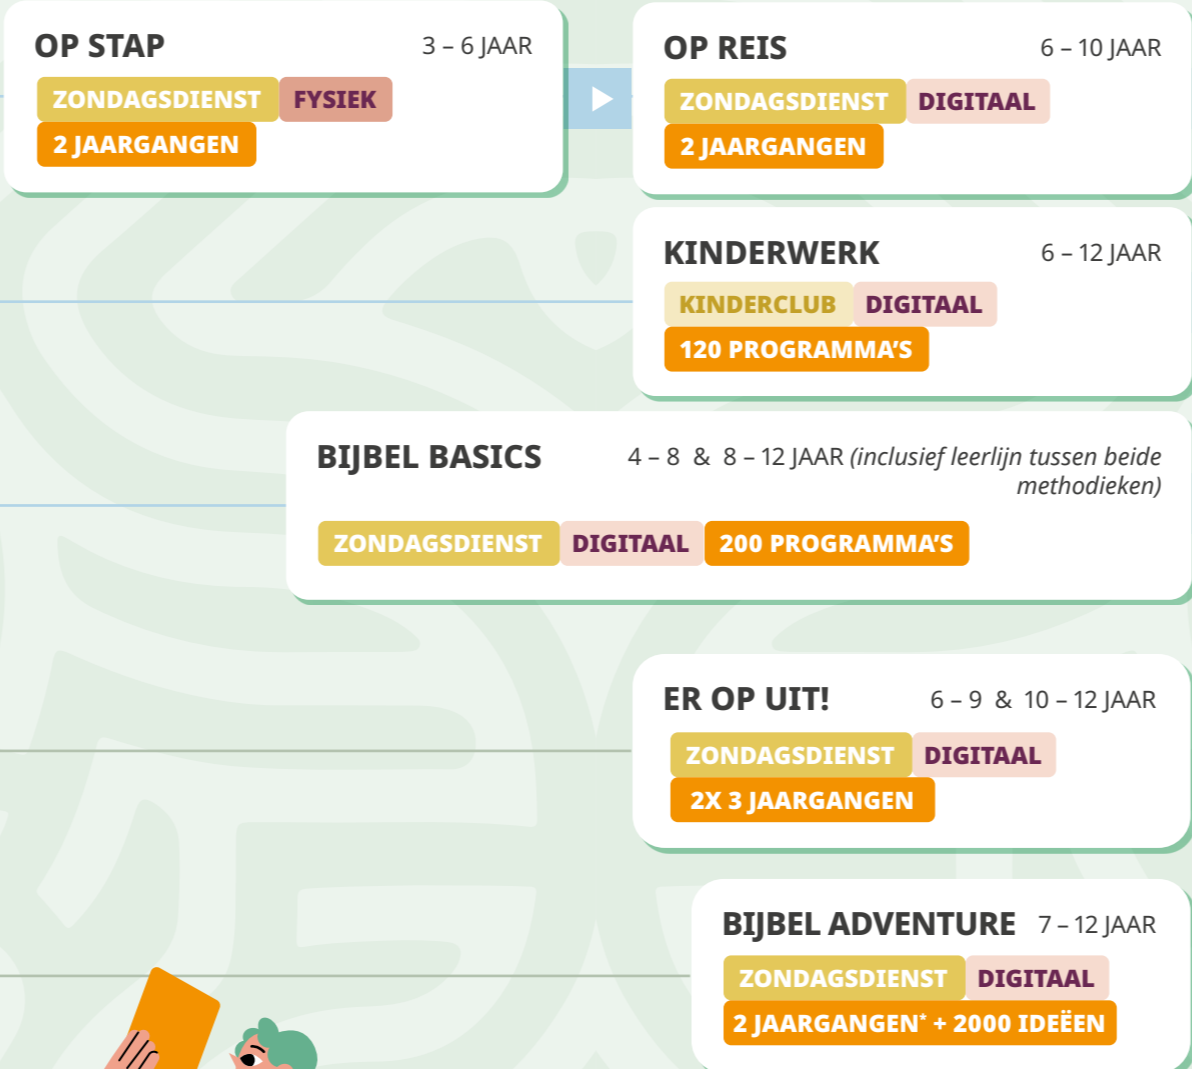 OP STAP 3 – 6 JAAR
ZONDAGSDIENST FYSIEK
2 JAARGANGEN
OP REIS 6 – 10 JAAR
ZONDAGSDIENST DIGITAAL
2 JAARGANGEN
KINDERWERK 6 – 12 JAAR
KINDERCLUB DIGITAAL
120 PROGRAMMA’S
BIJBEL BASICS 4 – 8 & 8 – 12 JAAR (inclusief leerlijn tussen beide
methodieken)
ZONDAGSDIENST DIGITAAL 200 PROGRAMMA’S
ER OP UIT! 6 – 9 & 10 – 12 JAAR
ZONDAGSDIENST DIGITAAL
2X 3 JAARGANGEN
BIJBEL ADVENTURE 7 – 12 JAAR
ZONDAGSDIENST DIGITAAL
2 JAARGANGEN* + 2000 IDEËEN